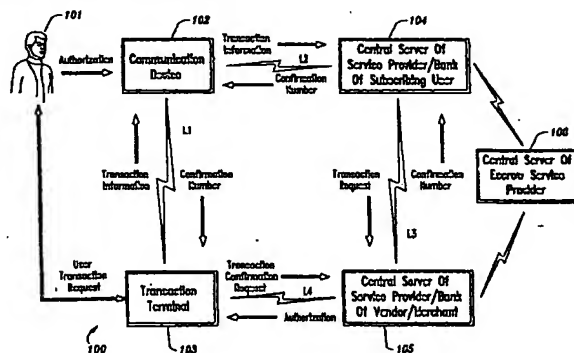 101
102
104
Authorization
Communication
Device
Transaction
Information
L2
Confirmation
Number
Central Server Of
Service Provider/Bank
Of Subscribing User
L1
Transaction
Information
Confirmation
Number
Transaction
Request
Confirmation
Number
L3
106
Central Server Of
Escrow Service
Provider
User
Transaction
Request
Transaction
Terminal
Transaction
Confirmation
Request
L4
Authorization
Central Server Of
Service Provider/Bank
Of Vendor/Merchant
100
103
105